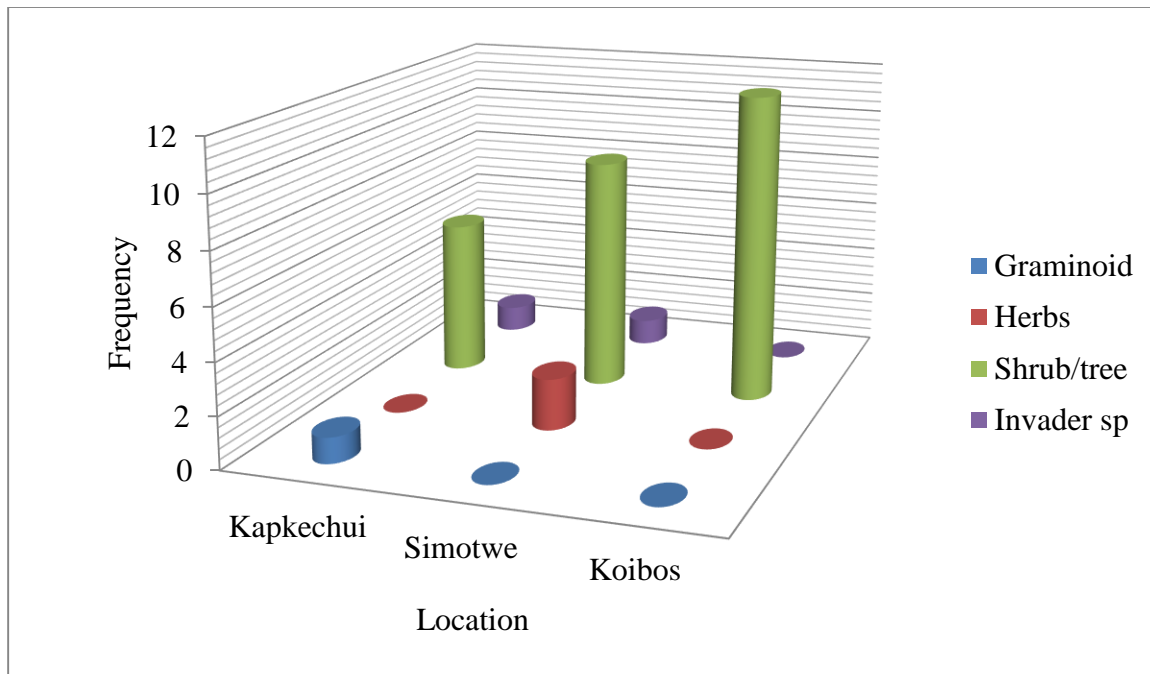 12
10
8
6
4
2
0
Frequency
Kapkechui
Simotwe
Koibos
Location
Graminoid
Herbs
Shrub/tree
Invader sp